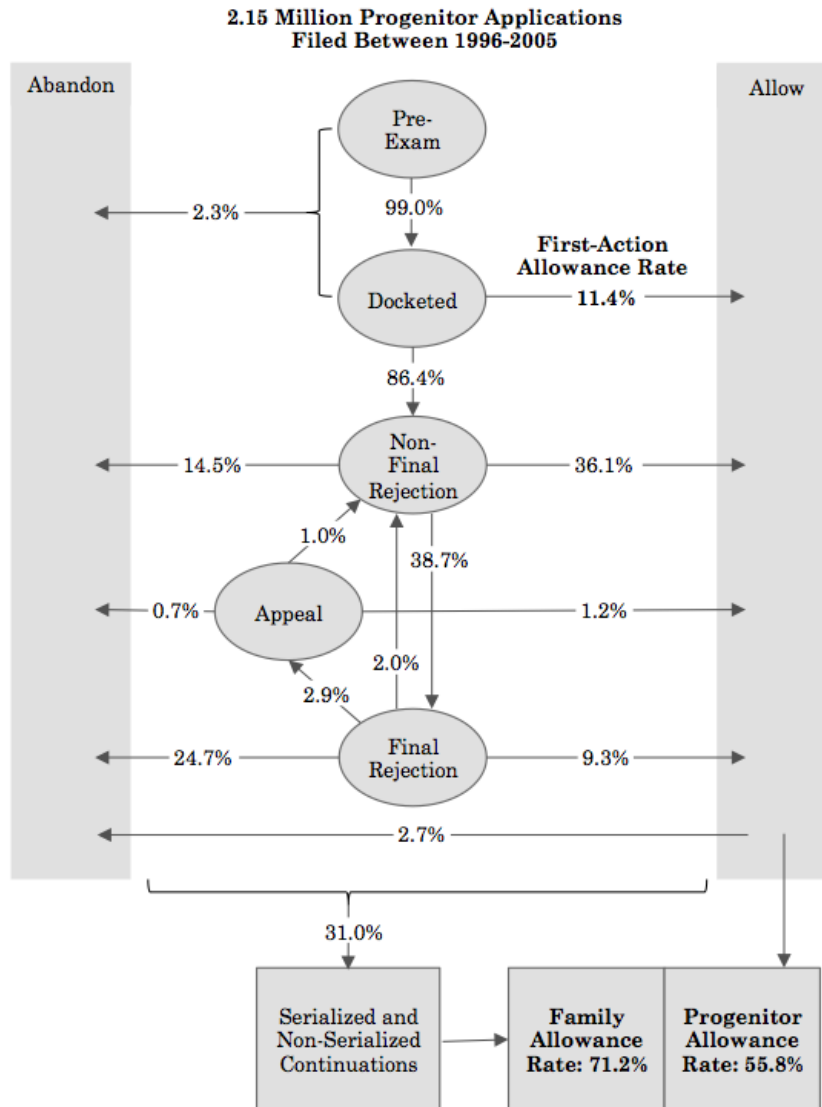 2.15 Million Progenitor Applications
Filed Between 1996-2005
Abandon
Allow
Pre-
Exam
2.3%
99.0%
First-Action
Allowance Rate
Docketed
11.4%
86.4%
14.5%
Non-
Final
Rejection
36.1%
1.0%
38.7%
0.7%
Appeal
1.2%
2.0%
2.9%
24.7%
Final
Rejection
9.3%
2.7%
31.0%
Serialized and
Non-Serialized
Continuations
Family
Allowance
Rate: 71.2%
Progenitor
Allowance
Rate: 55.8%